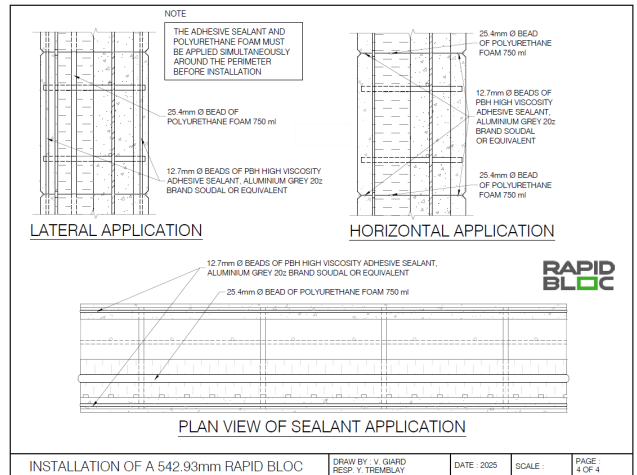 NOTE
THE ADHESIVE SEALANT AND
POLYURETHANE FOAM MUST
BE APPLIED SIMULTANEOUSLY
AROUND THE PERIMETER
BEFORE INSTALLATION
25.4mm Ø BEAD OF
POLYURETHANE FOAM 750 ml
12.7mm Ø BEADS OF PBH HIGH VISCOSITY
ADHESIVE SEALANT, ALUMINIUM GREY 20z
BRAND SOUDAL OR EQUIVALENT
LATERAL APPLICATION
25.4mm Ø BEAD
OF POLYURETHANE
FOAM 750 ml
12.7mm Ø BEADS OF
PBH HIGH VISCOSITY
ADHESIVE SEALANT,
ALUMINIUM GREY 20z
BRAND SOUDAL
OR EQUIVALENT
25.4mm Ø BEAD
OF POLYURETHANE
FOAM 750 ml
HORIZONTAL APPLICATION
12.7mm Ø BEADS OF PBH HIGH VISCOSITY ADHESIVE SEALANT,
ALUMINIUM GREY 20z BRAND SOUDAL OR EQUIVALENT
25.4mm Ø BEAD OF POLYURETHANE FOAM 750 ml
RAPID
BLOC
PLAN VIEW OF SEALANT APPLICATION
INSTALLATION OF A 542.93mm RAPID BLOC
DRAW BY : V. GIARD
RESP. Y. TREMBLAY
DATE : 2025
SCALE :
PAGE :
4 OF 4